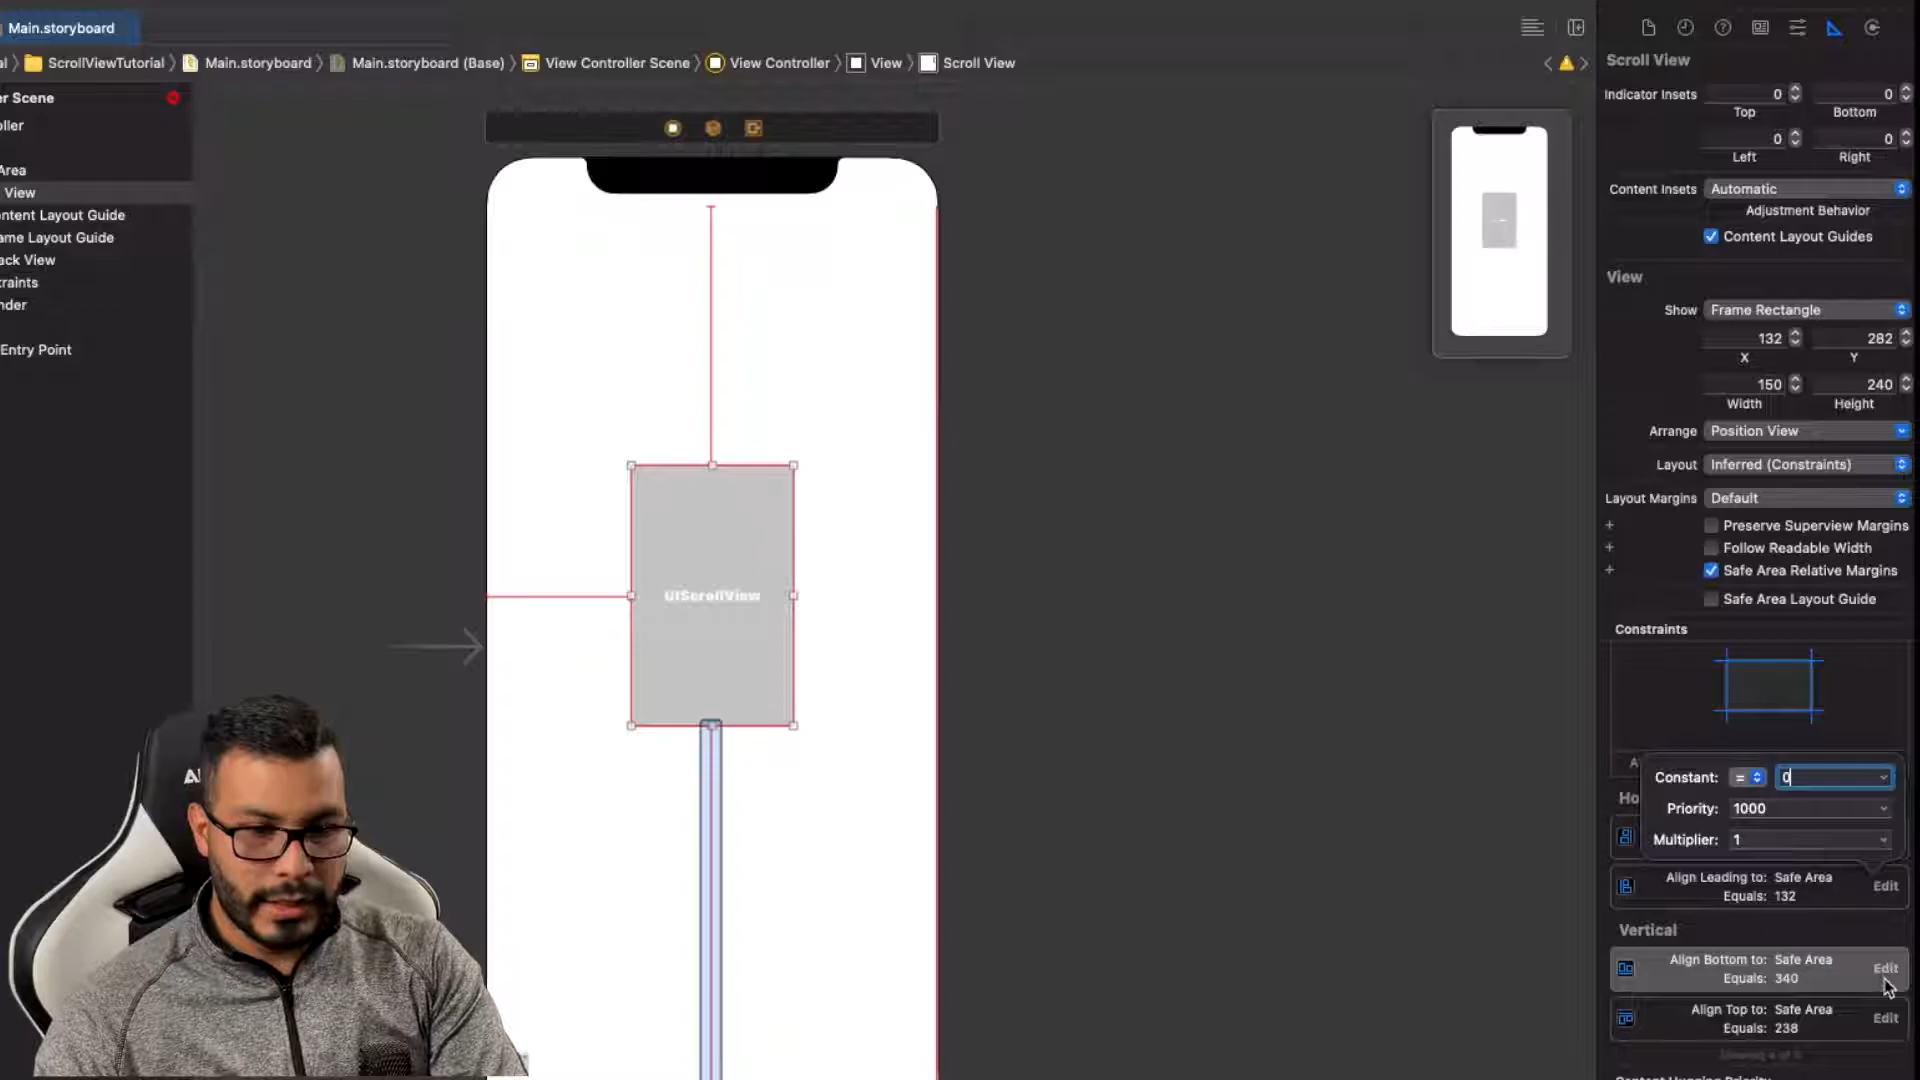 Main.storyboard
al
ScrollViewTutorial
Main.storyboard
Main.storyboard (Base)
View Controller Scene
View Controller
View
Scroll View
er Scene
oller
Area
View
ntent Layout Guide
ame Layout Guide
ack View
traints
nder
Entry Point
UIScrollView
Scroll View
Indicator Insets
0
0
Top
Bottom
0
0
Left
Right
Content Insets
Automatic
Adjustment Behavior
Content Layout Guides
View
Show
Frame Rectangle
132
282
X
Y
150
240
Width
Height
Arrange
Position View
Layout
Inferred (Constraints)
Layout Margins
Default
Preserve Superview Margins
Follow Readable Width
Safe Area Relative Margins
Safe Area Layout Guide
Constraints
A
Constant: = 0
Ho
Priority: 1000
Multiplier: 1
Align Leading to: Safe Area
Equals: 132
Edit
Vertical
Align Bottom to: Safe Area
Equals: 340
Edit
Align Top to: Safe Area
Equals: 238
Edit